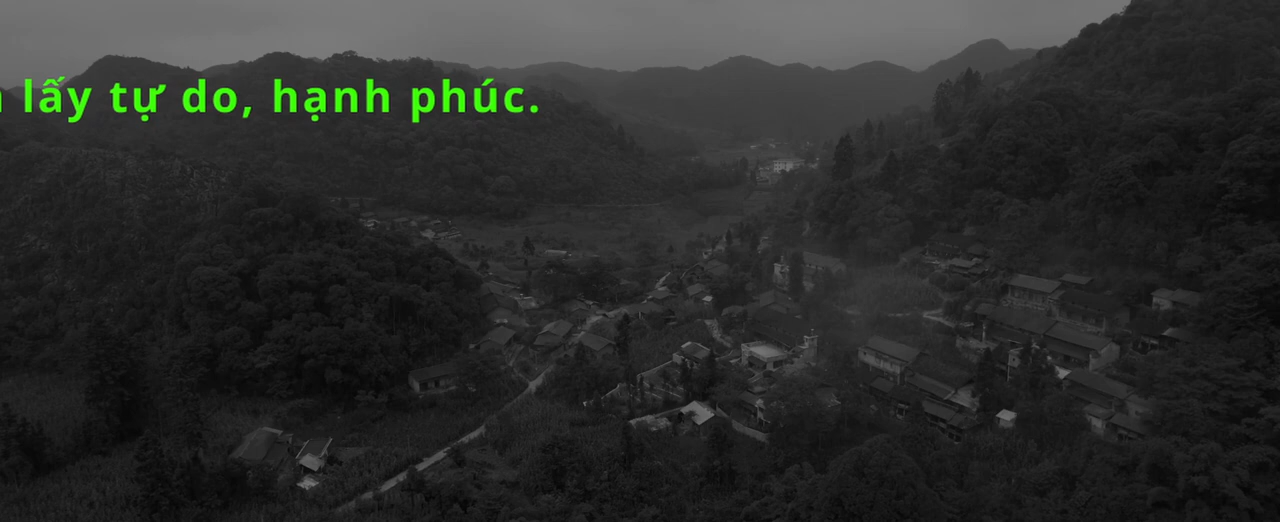 lấy tự do, hạnh phúc.